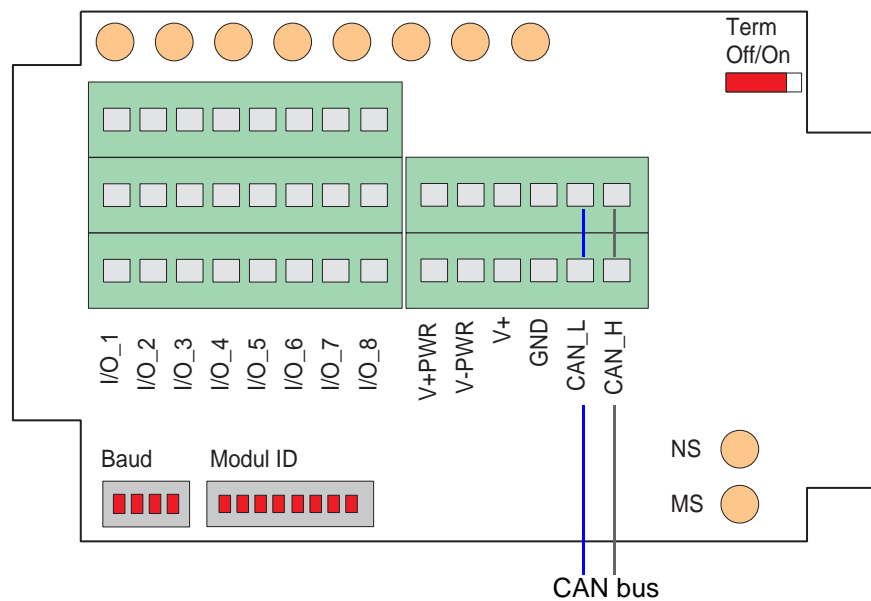 Term
Off/On
I/O_1
I/O_2
I/O_3
I/O_4
I/O_5
I/O_6
I/O_7
I/O_8
V+PWR
V-PWR
V+
GND
CAN_L
CAN_H
Baud
Modul ID
NS
MS
CAN bus